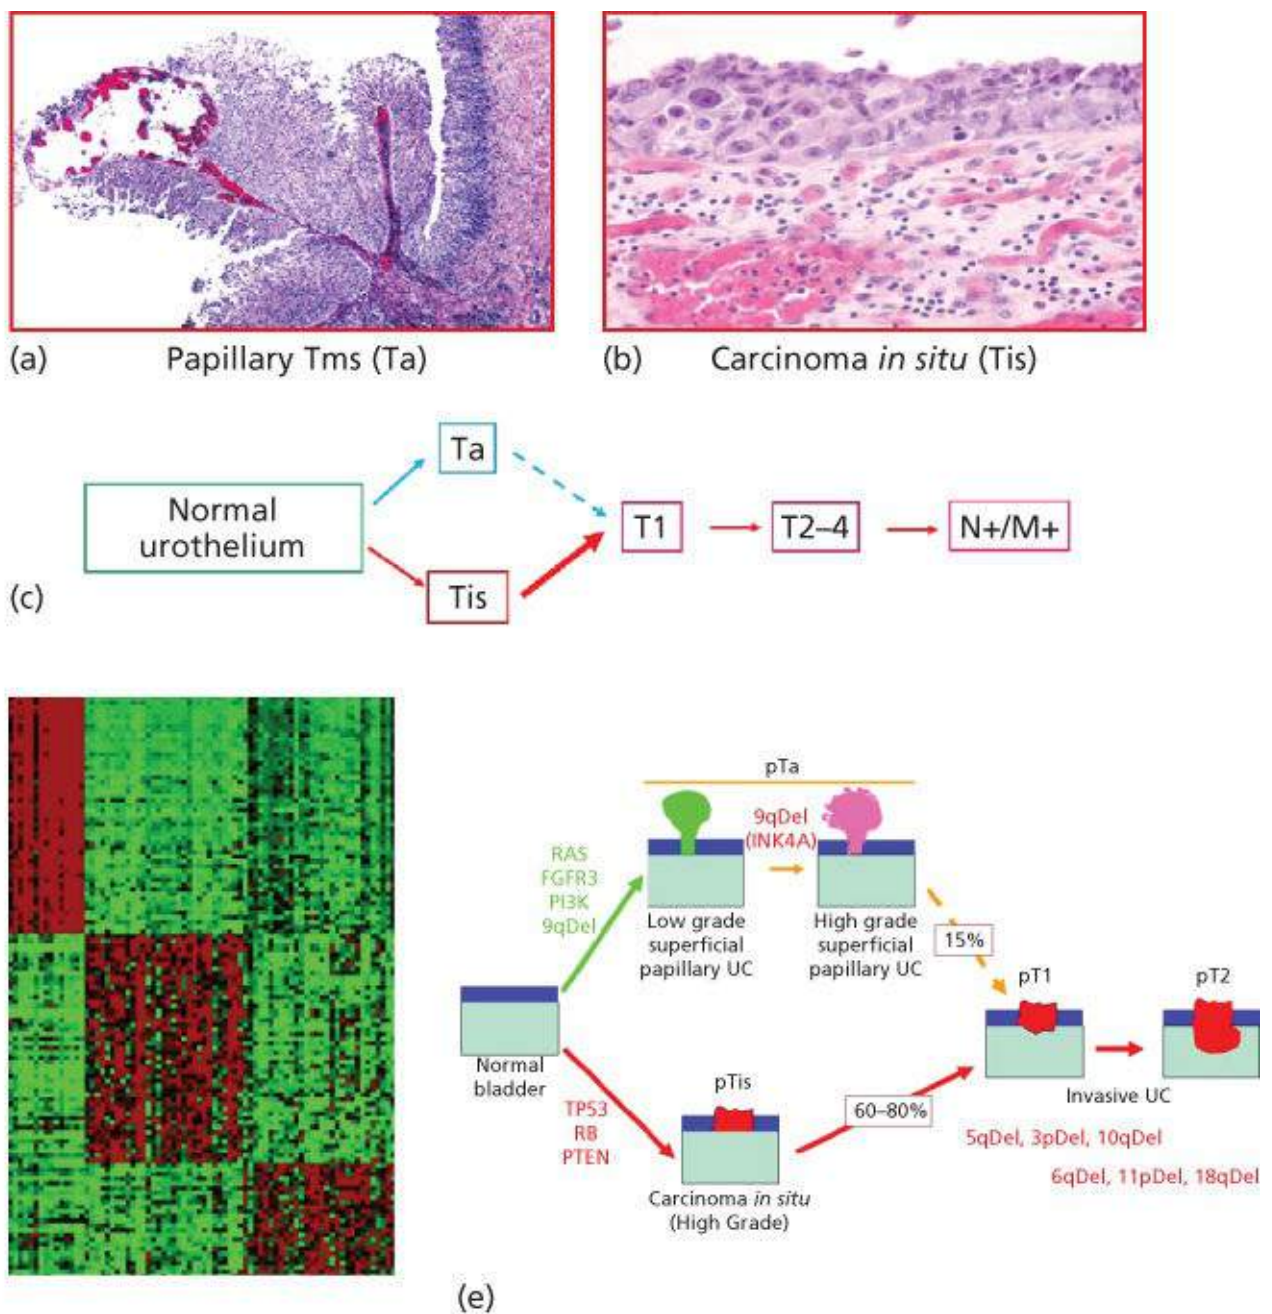 (a) Papillary Tms (Ta)
(b) Carcinoma in situ (Tis)
Ta
Normal
urothelium
T1
T2–4
N+/M+
Tis
(c)
pTa
9qDel
(INK4A)
RAS
FGFR3
PI3K
9qDel
Low grade
superficial
papillary UC
High grade
superficial
papillary UC
15%
pT1
pT2
Normal
bladder
pTis
60–80%
Invasive UC
TP53
RB
PTEN
5qDel, 3pDel, 10qDel
6qDel, 11pDel, 18qDel
Carcinoma in situ
(High Grade)
(e)